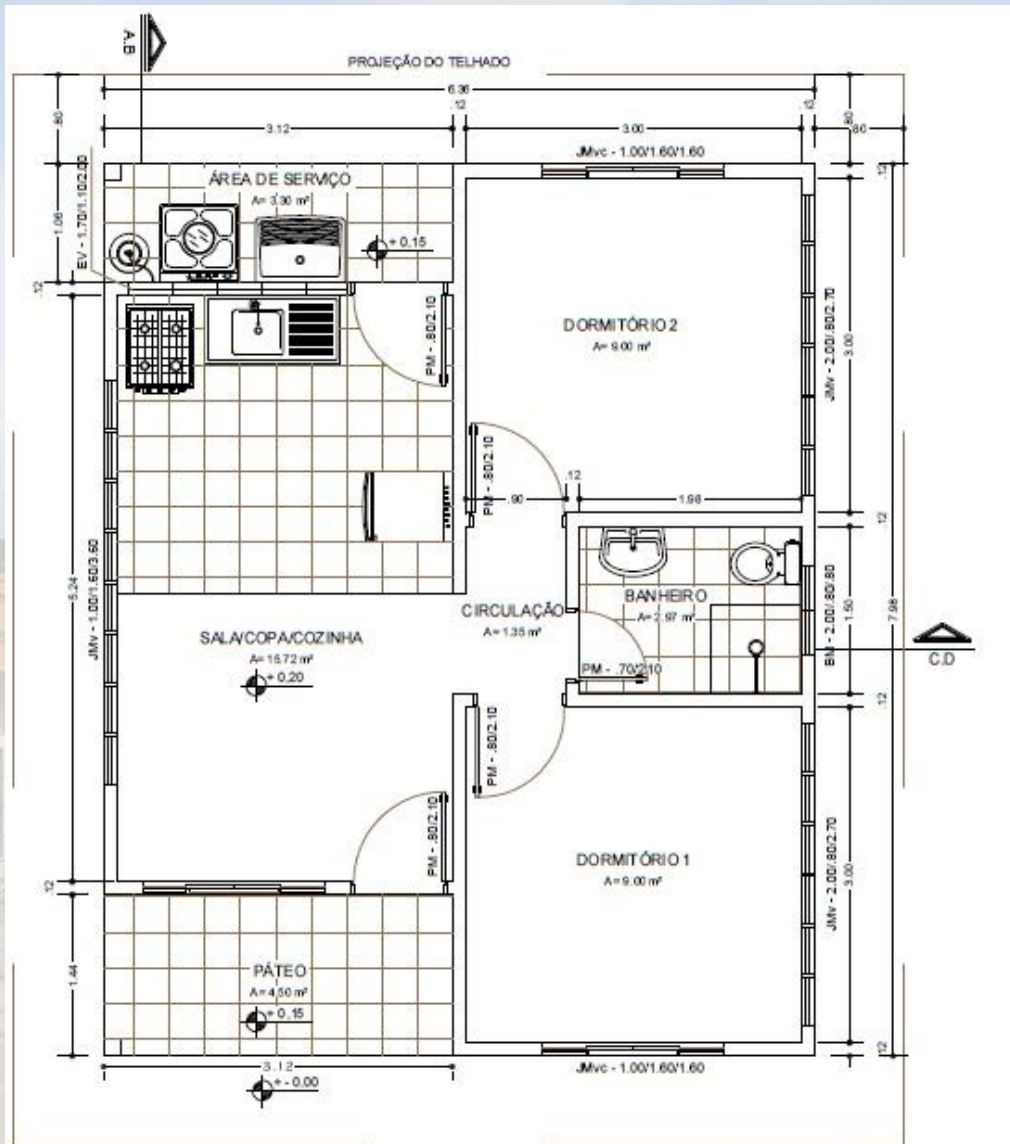 A.B
PROJEÇÃO DO TELHADO
6.36
.12
.12
.80
3.12
3.00
.80
.80
JMvc - 1.00/1.60/1.60
EV - 1.70/1.10/2.00
ÁREA DE SERVIÇO
A= 3,30 m²
+ 0,15
1.06
.12
.12
PM - .80/2.10
DORMITÓRIO 2
A= 9.00 m²
JMv - 2.00/.80/2.70
3.00
PM - .80/2.10
.12
.90
1.98
.12
5.24
JMv - 1.00/1.60/3.60
CIRCULAÇÃO
A= 1.35 m²
BANHEIRO
A= 2.97 m²
BM - 2.00/.80/.80
1.50
7.98
SALA/COPA/COZINHA
A= 15.72 m²
+ 0,20
PM - .70/2.10
C.D
.12
PM - .80/2.10
PM - .80/2.10
DORMITÓRIO 1
A= 9.00 m²
JMv - 2.00/.80/2.70
3.00
.12
1.44
PÁTEO
A= 4,50 m²
+ 0,15
.12
3.12
JMvc - 1.00/1.60/1.60
+ - 0,00